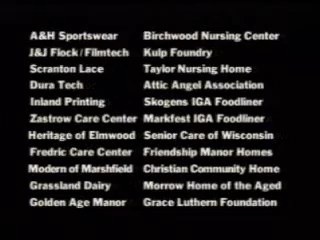 A&H Sportswear Birchwood Nursing Center
J&J Flock/Filmtech Kulp Foundry
Scranton Lace Taylor Nursing Home
Dura Tech Attic Angel Association
Inland Printing Skogens IGA Foodliner
Zastrow Care Center Markfest IGA Foodliner
Heritage of Elmwood Senior Care of Wisconsin
Fredric Care Center Friendship Manor Homes
Modern of Marshfield Christian Community Home
Grassland Dairy Morrow Home of the Aged
Golden Age Manor Grace Luthern Foundation